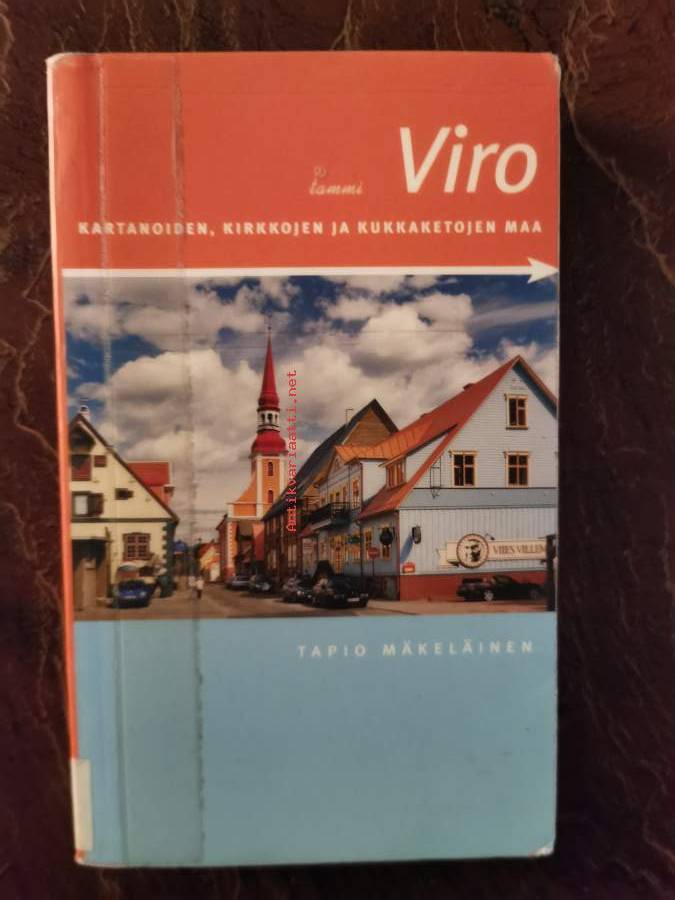 Viro
tammi
KARTANOIDEN, KIRKKOJEN JA KUKKAKETOJEN MAA
Antikvariaatti.net
VIIES VILLEM
TAPIO MÄKELÄINEN